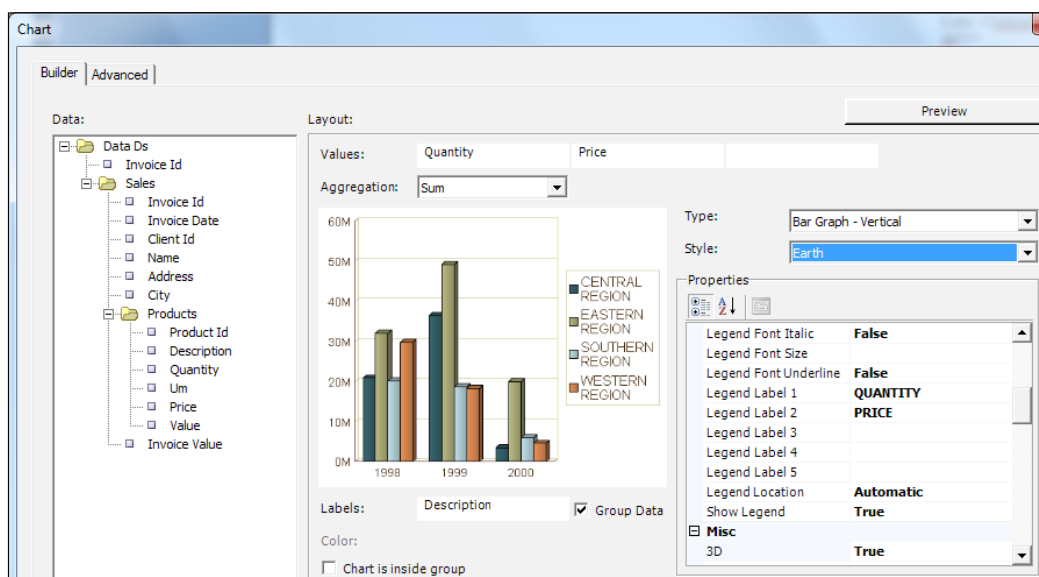 Chart
Builder
Advanced
Data:
Data Ds
Invoice Id
Sales
Invoice Id
Invoice Date
Client Id
Name
Address
City
Products
Product Id
Description
Quantity
Um
Price
Value
Invoice Value
Layout:
Preview
Values:
Quantity
Price
Aggregation:
Sum
60M
50M
40M
30M
20M
10M
0M
1998
1999
2000
CENTRAL
REGION
EASTERN
REGION
SOUTHERN
REGION
WESTERN
REGION
Labels:
Description
Group Data
Color:
Chart is inside group
Type:
Bar Graph - Vertical
Style:
Earth
Properties
Legend Font Italic False
Legend Font Size
Legend Font Underline False
Legend Label 1 QUANTITY
Legend Label 2 PRICE
Legend Label 3
Legend Label 4
Legend Label 5
Legend Location Automatic
Show Legend True
Misc
3D True